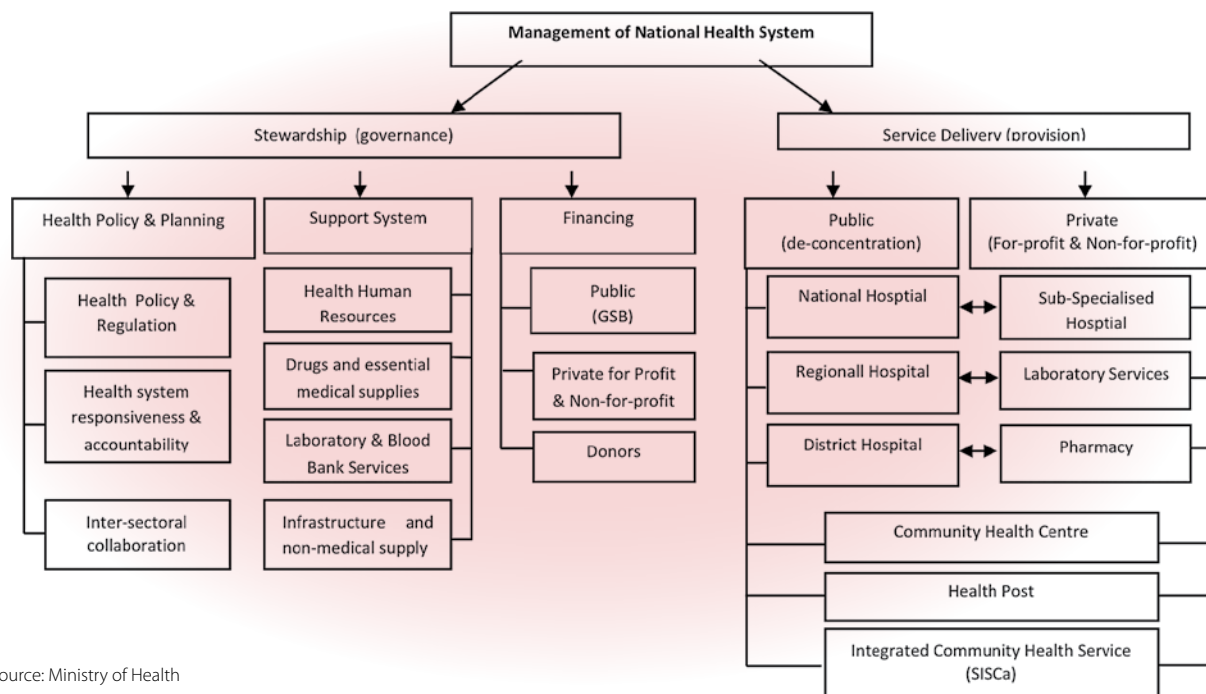 Management of National Health System
Stewardship (governance)
Service Delivery (provision)
Health Policy & Planning
Support System
Financing
Public
(de-concentration)
Private
(For-profit & Non-for-profit)
Health Policy &
Regulation
Health system
responsiveness &
accountability
Inter-sectoral
collaboration
Health Human
Resources
Drugs and essential
medical supplies
Laboratory & Blood
Bank Services
Infrastructure and
non-medical supply
Public
(GSB)
Private for Profit
& Non-for-profit
Donors
National Hosptial
Sub-Specialised
Hosptial
Regionall Hospital
Laboratory Services
District Hospital
Pharmacy
Community Health Centre
Health Post
Integrated Community Health Service
(SISCa)
ource: Ministry of Health